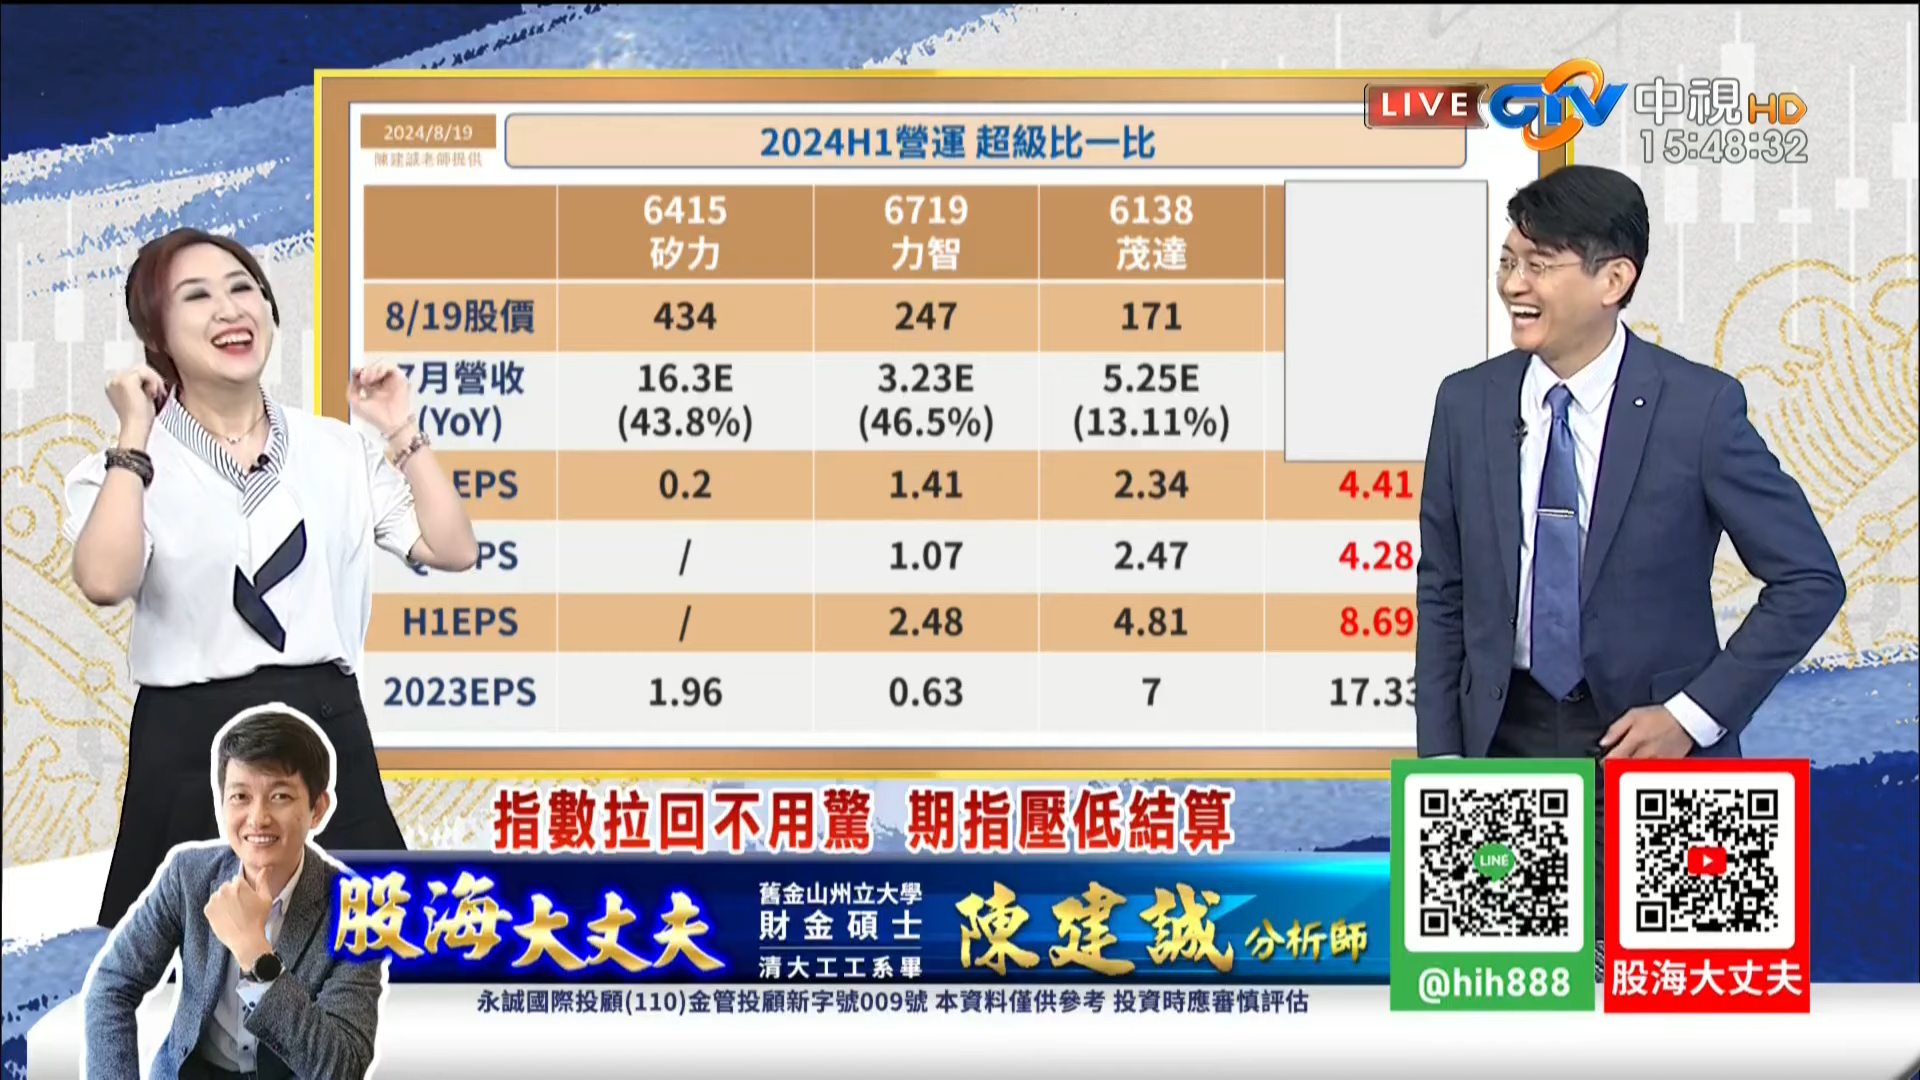 LIVE CTV 中視HD
15:48:32
2024/8/19
陳建誠老師提供
2024H1營運 超級比一比
6415 6719 6138
矽力 力智 茂達
8/19股價 434 247 171
7月營收 16.3E 3.23E 5.25E
(YoY) (43.8%) (46.5%) (13.11%)
EPS 0.2 1.41 2.34 4.41
PS / 1.07 2.47 4.28
H1EPS / 2.48 4.81 8.69
2023EPS 1.96 0.63 7 17.33
指數拉回不用驚 期指壓低結算
股海大丈夫
舊金山州立大學
財金碩士
清大工工系畢
陳建誠 分析師
LINE
@hih888
股海大丈夫
永誠國際投顧(110)金管投顧新字號009號 本資料僅供參考 投資時應審慎評估